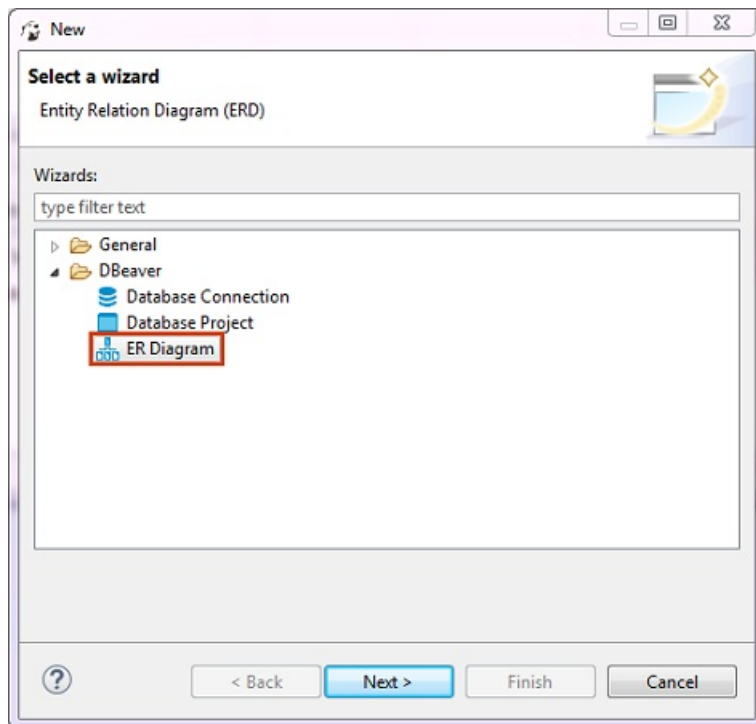 New
Select a wizard
Entity Relation Diagram (ERD)
Wizards:
type filter text
General
DBeaver
Database Connection
Database Project
ER Diagram
?
< Back Next > Finish Cancel